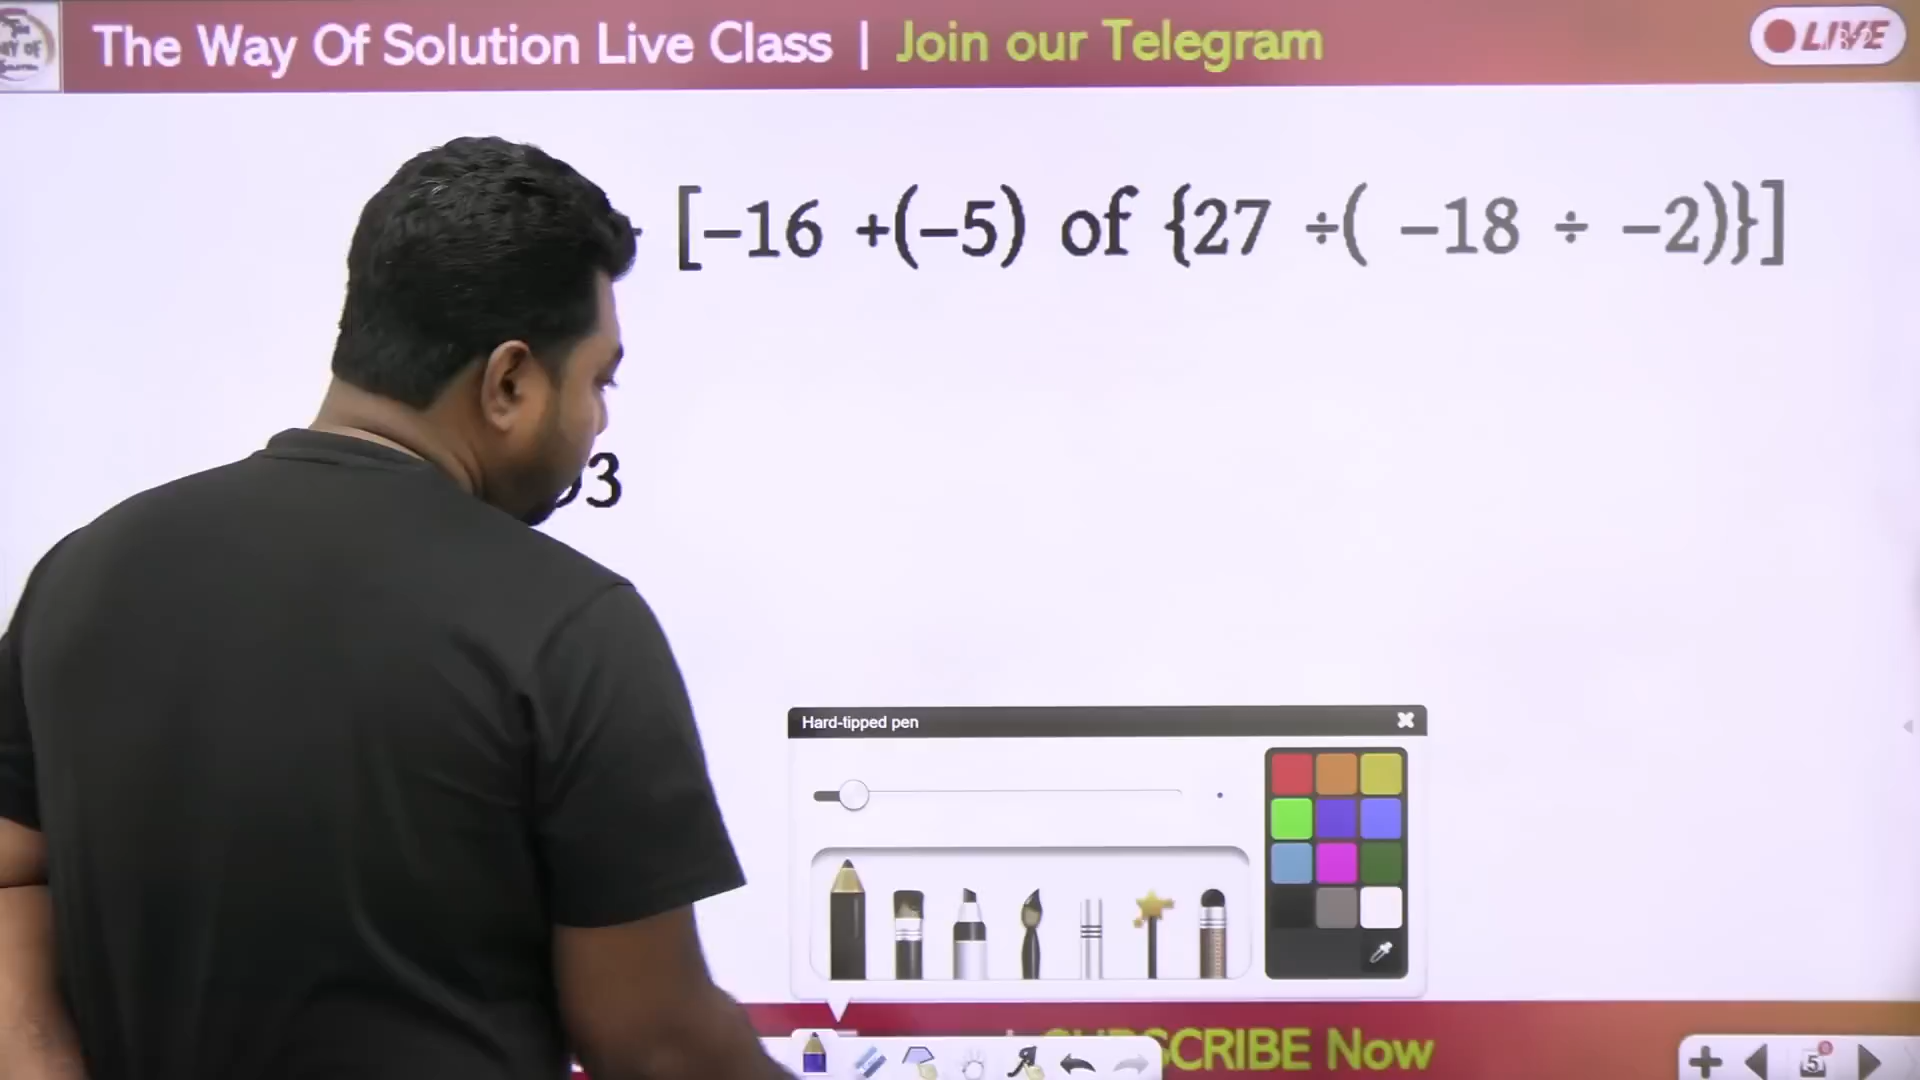 The Way Of Solution Live Class | Join our Telegram
LIVE
[–16 +(–5) of {27 ÷( –18 ÷ –2)}]
3
Hard-tipped pen
Now
5